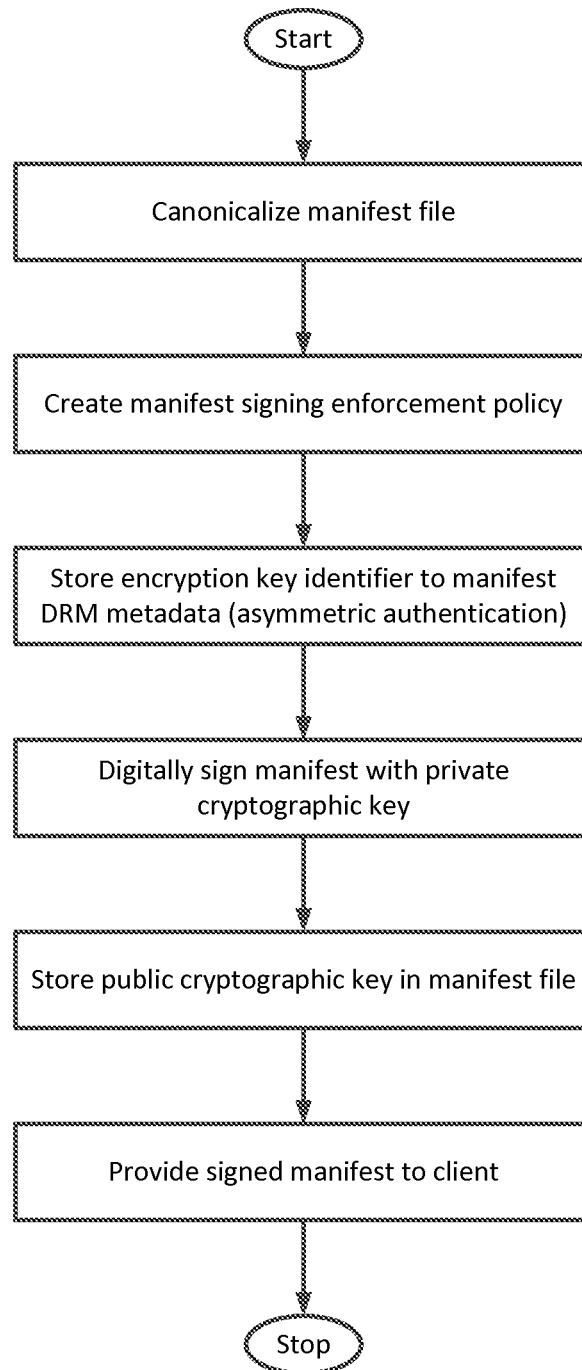 Start
Canonicalize manifest file
Create manifest signing enforcement policy
Store encryption key identifier to manifest
DRM metadata (asymmetric authentication)
Digitally sign manifest with private
cryptographic key
Store public cryptographic key in manifest file
Provide signed manifest to client
Stop